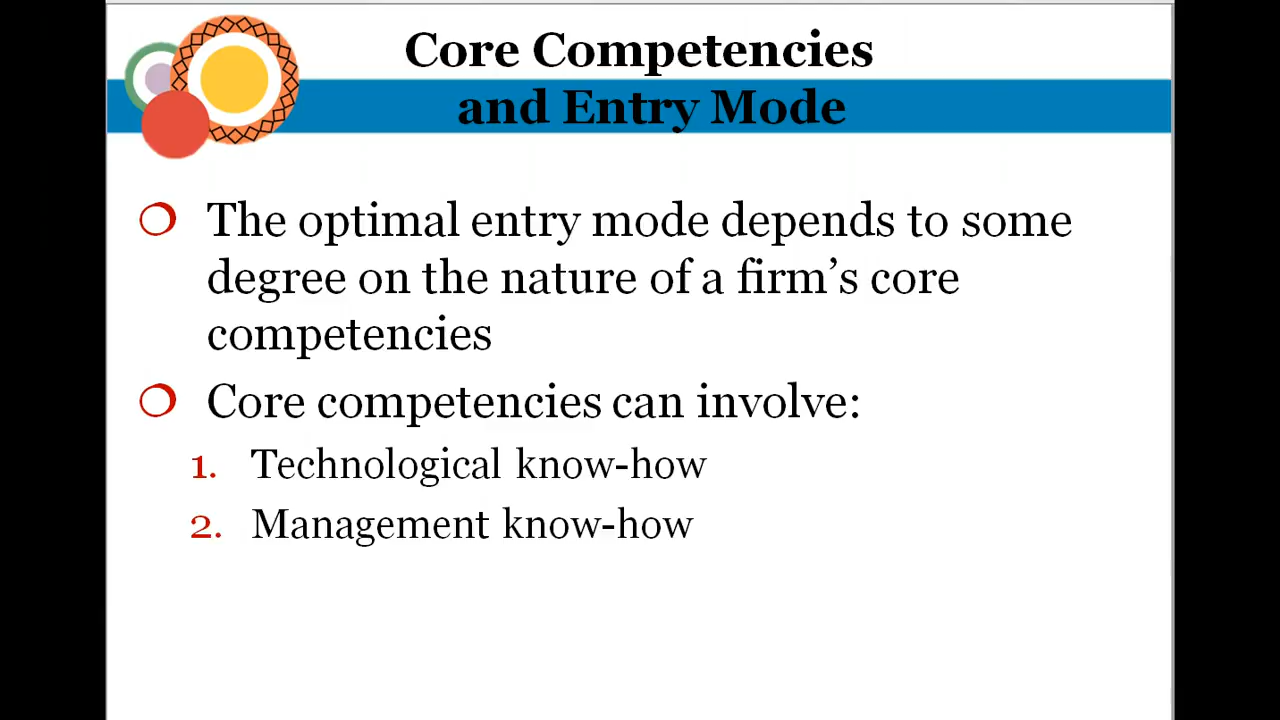 Core Competencies
and Entry Mode
❍ The optimal entry mode depends to some
degree on the nature of a firm’s core
competencies
❍ Core competencies can involve:
1. Technological know-how
2. Management know-how